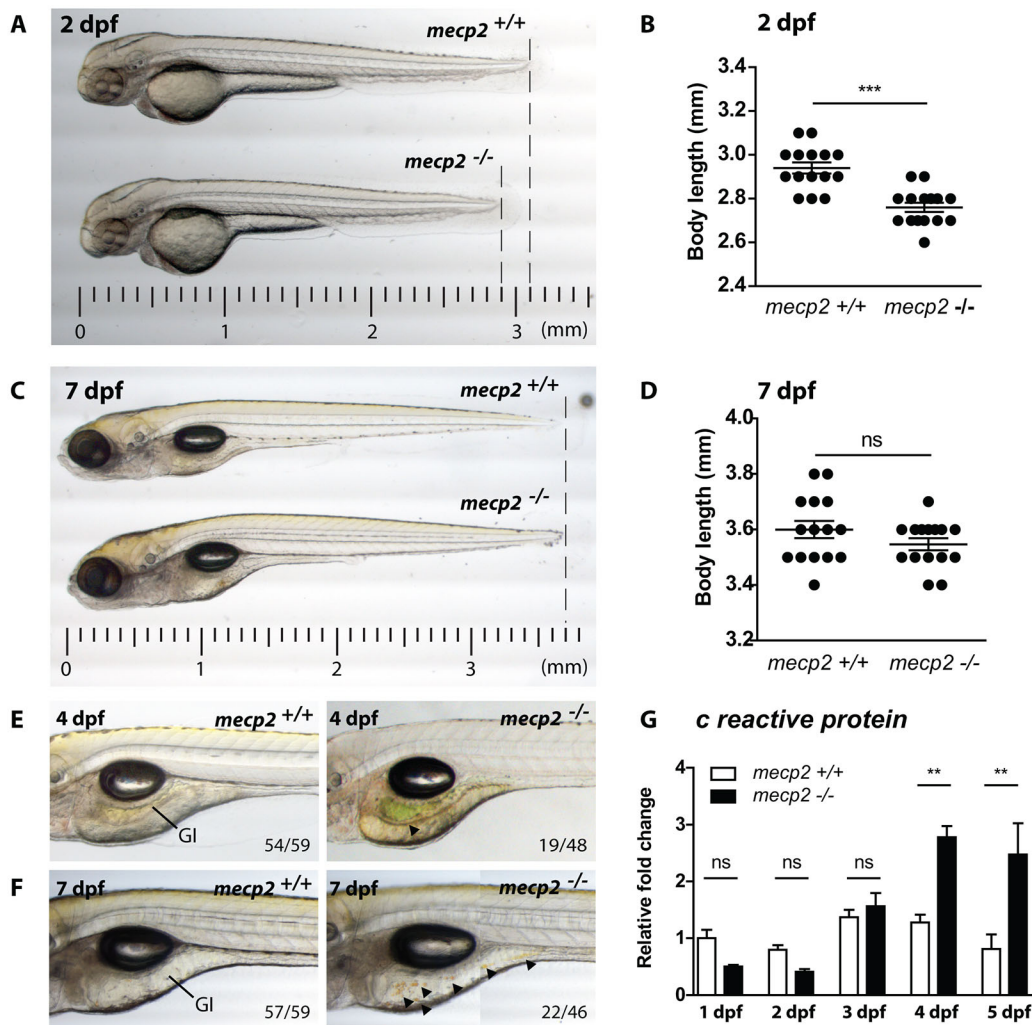 A
2 dpf
mecp2 +/+
mecp2 -/-
0 1 2 3 (mm)
B
2 dpf
Body length (mm)
3.4
3.2
3.0
2.8
2.6
2.4
***
mecp2 +/+ mecp2 -/-
C
7 dpf
mecp2 +/+
mecp2 -/-
0 1 2 3 (mm)
D
7 dpf
Body length (mm)
4.0
3.8
3.6
3.4
3.2
ns
mecp2 +/+ mecp2 -/-
E
4 dpf mecp2 +/+
GI
54/59
4 dpf mecp2 -/-
19/48
F
7 dpf mecp2 +/+
GI
57/59
7 dpf mecp2 -/-
22/46
G
c reactive protein
mecp2 +/+
mecp2 -/-
Relative fold change
4
3
2
1
0
ns ns ns ** **
1 dpf 2 dpf 3 dpf 4 dpf 5 dpf